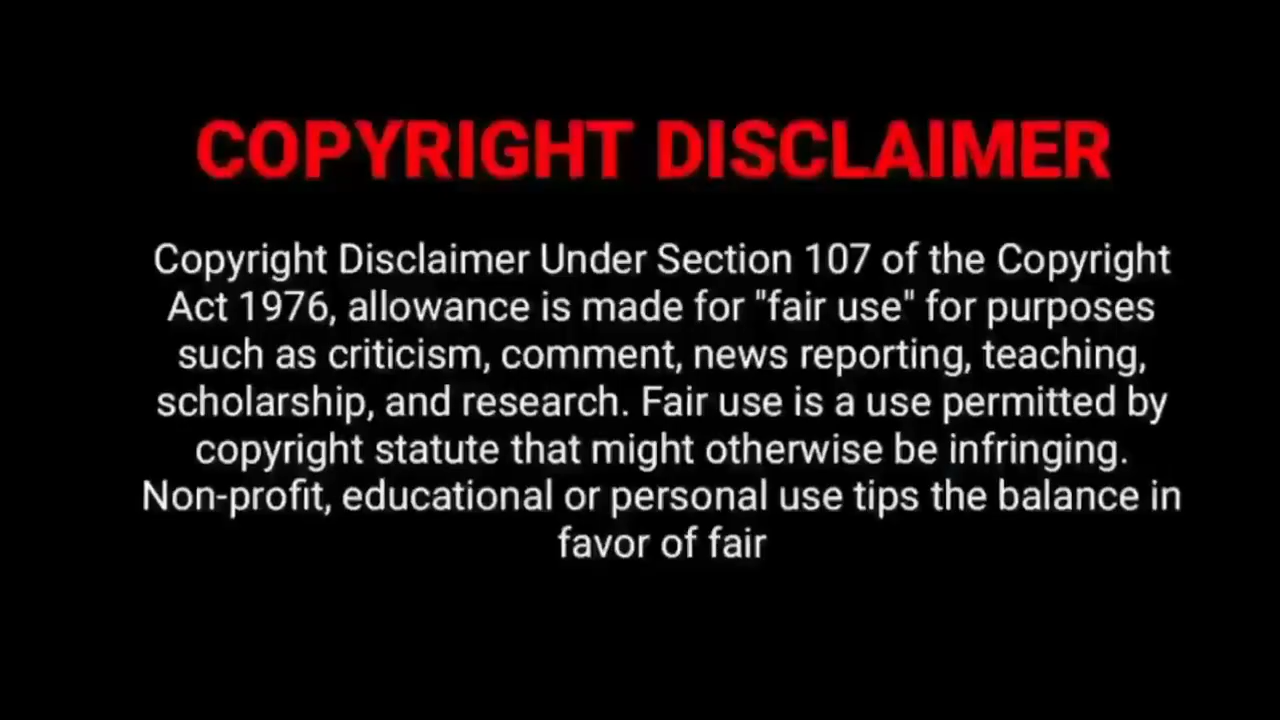 COPYRIGHT DISCLAIMER
Copyright Disclaimer Under Section 107 of the Copyright
Act 1976, allowance is made for "fair use" for purposes
such as criticism, comment, news reporting, teaching,
scholarship, and research. Fair use is a use permitted by
copyright statute that might otherwise be infringing.
Non-profit, educational or personal use tips the balance in
favor of fair